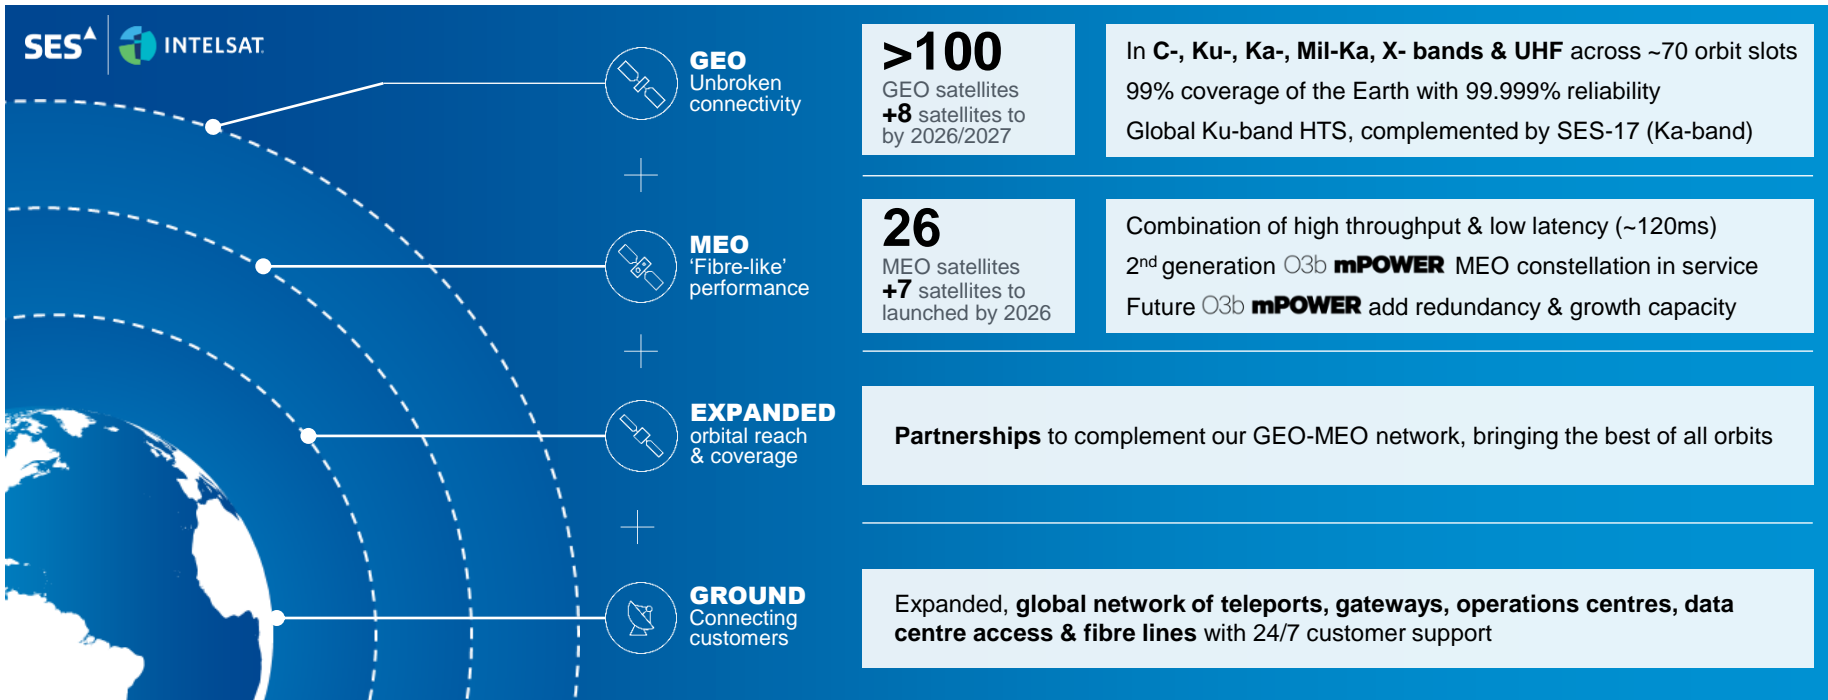 SES INTELSAT
GEO
Unbroken
connectivity
>100
GEO satellites
+8 satellites to
by 2026/2027
In C-, Ku-, Ka-, Mil-Ka, X- bands & UHF across ~70 orbit slots
99% coverage of the Earth with 99.999% reliability
Global Ku-band HTS, complemented by SES-17 (Ka-band)
MEO
‘Fibre-like’
performance
26
MEO satellites
+7 satellites to
launched by 2026
Combination of high throughput & low latency (~120ms)
2nd generation O3b mPOWER MEO constellation in service
Future O3b mPOWER add redundancy & growth capacity
EXPANDED
orbital reach
& coverage
Partnerships to complement our GEO-MEO network, bringing the best of all orbits
GROUND
Connecting
customers
Expanded, global network of teleports, gateways, operations centres, data
centre access & fibre lines with 24/7 customer support